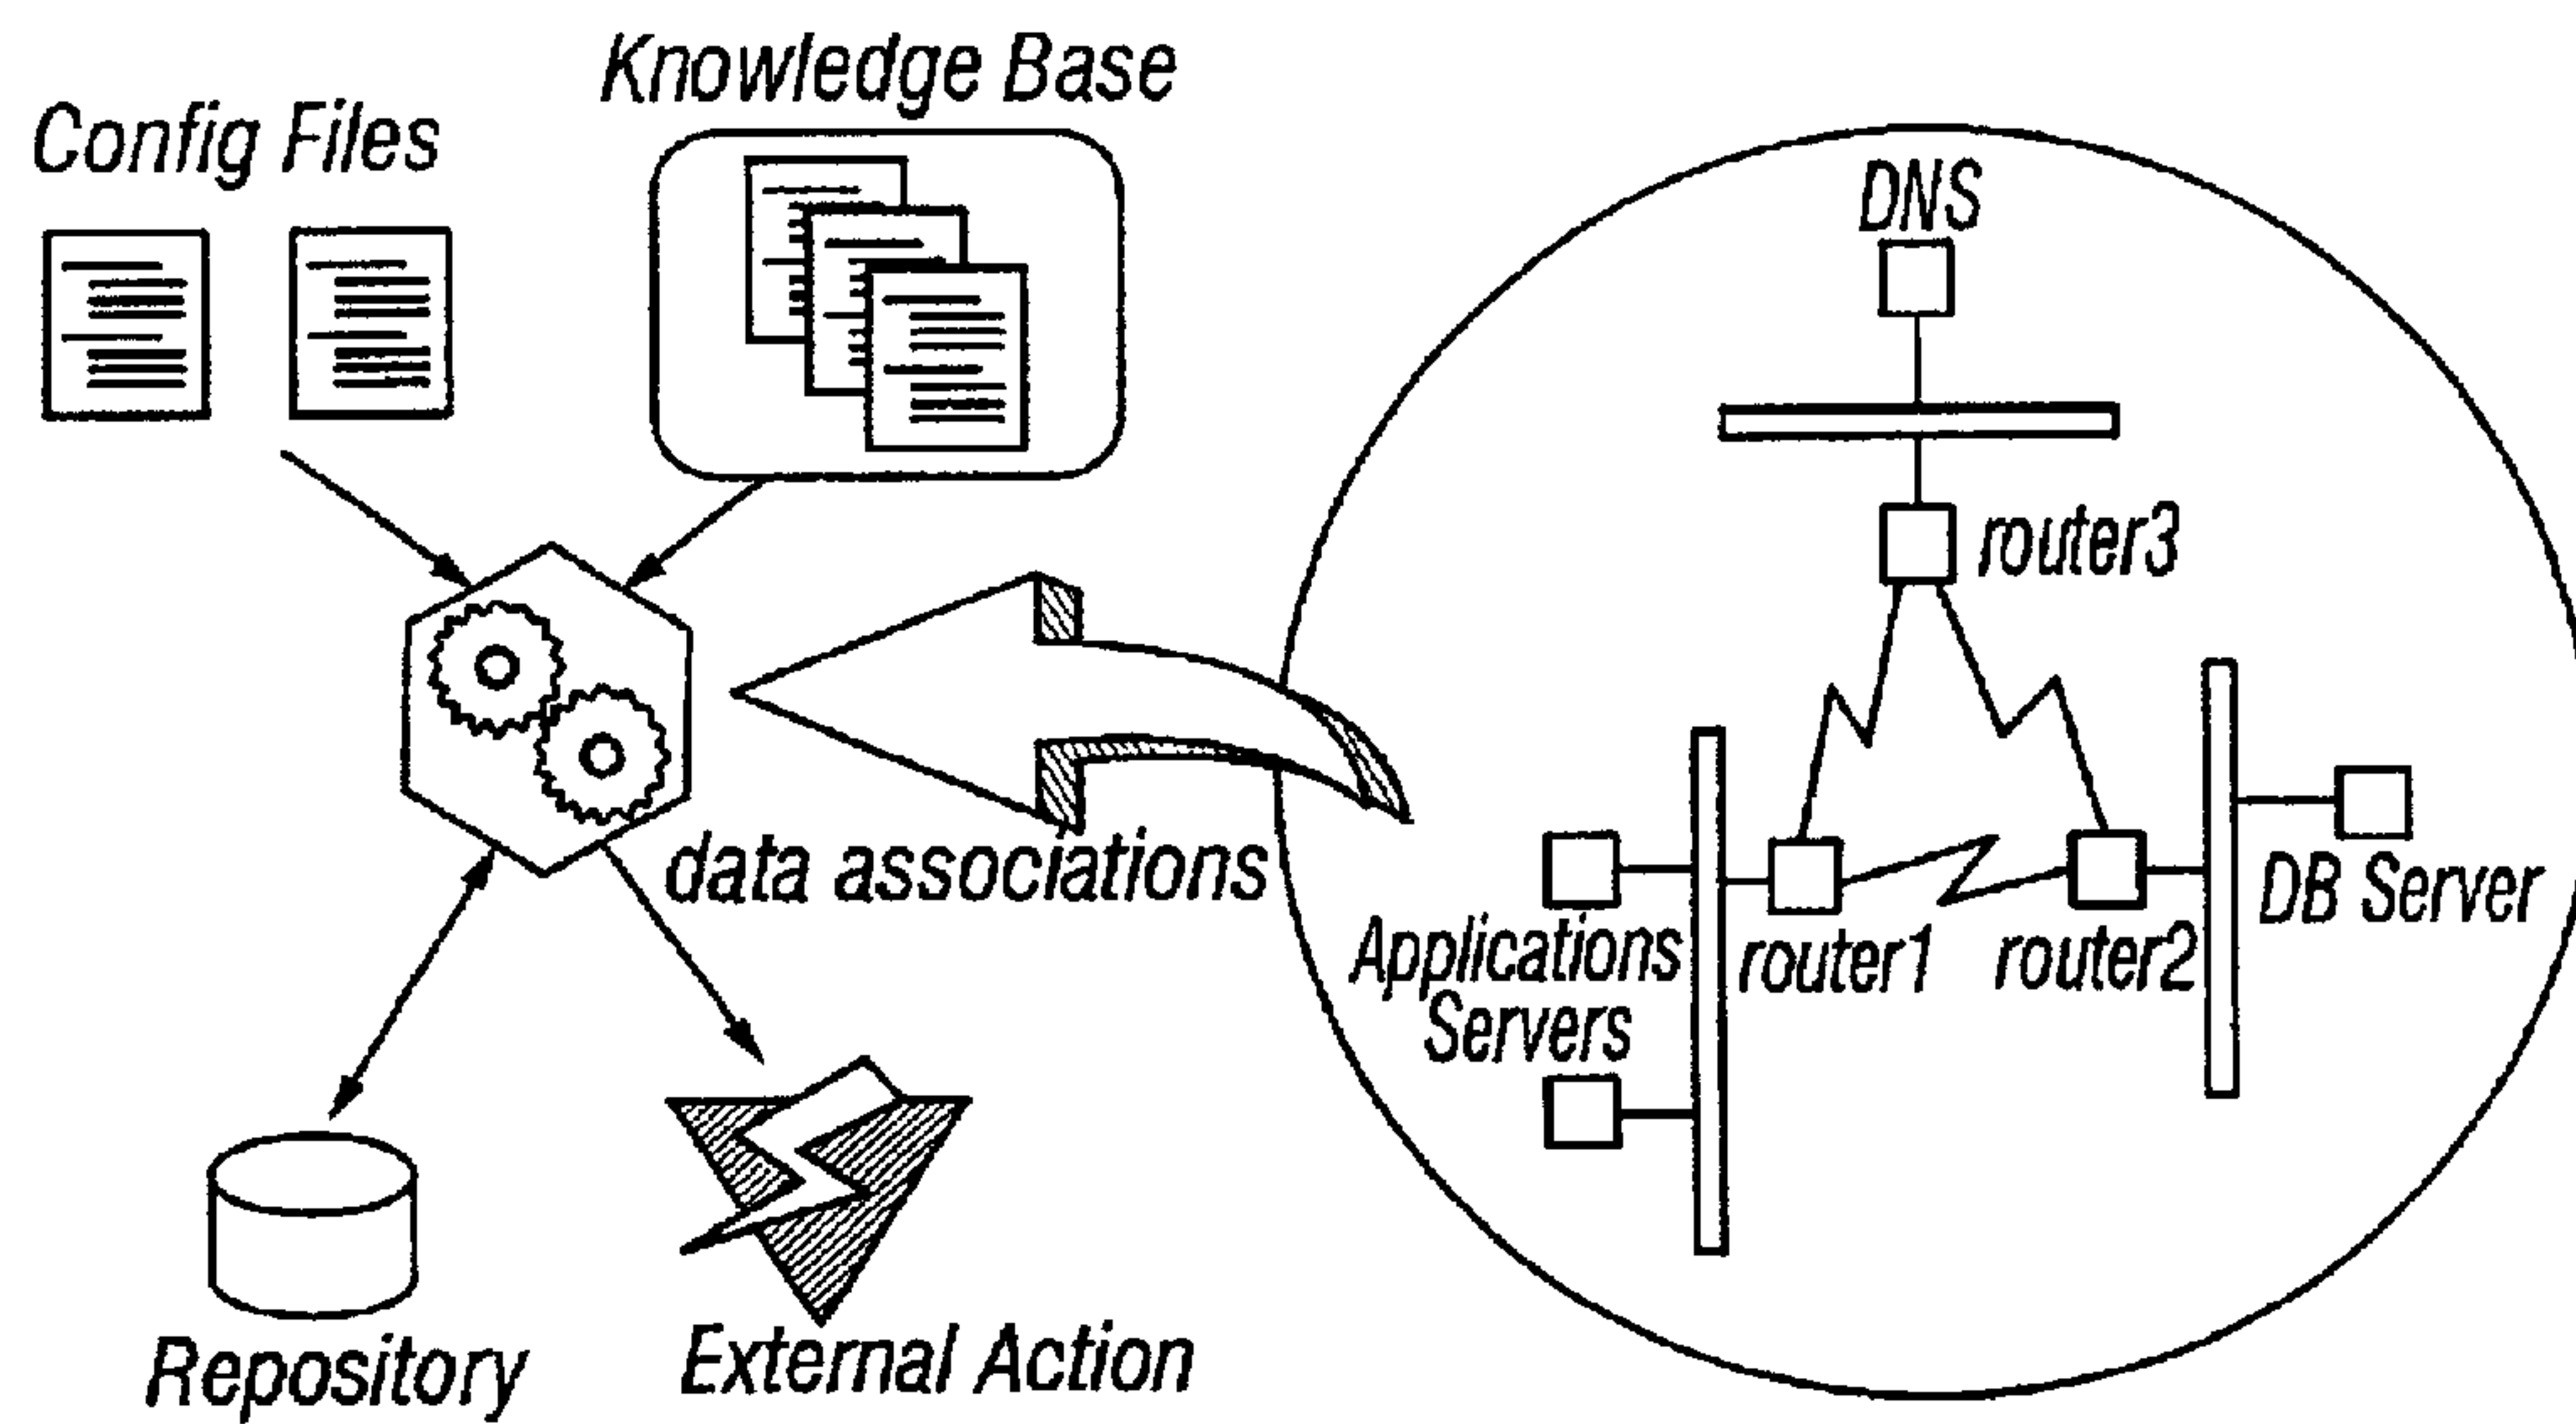 Knowledge Base
Config Files
DNS
router3
data associations
DB Server
Applications
Servers
router1
router2
Repository
External Action